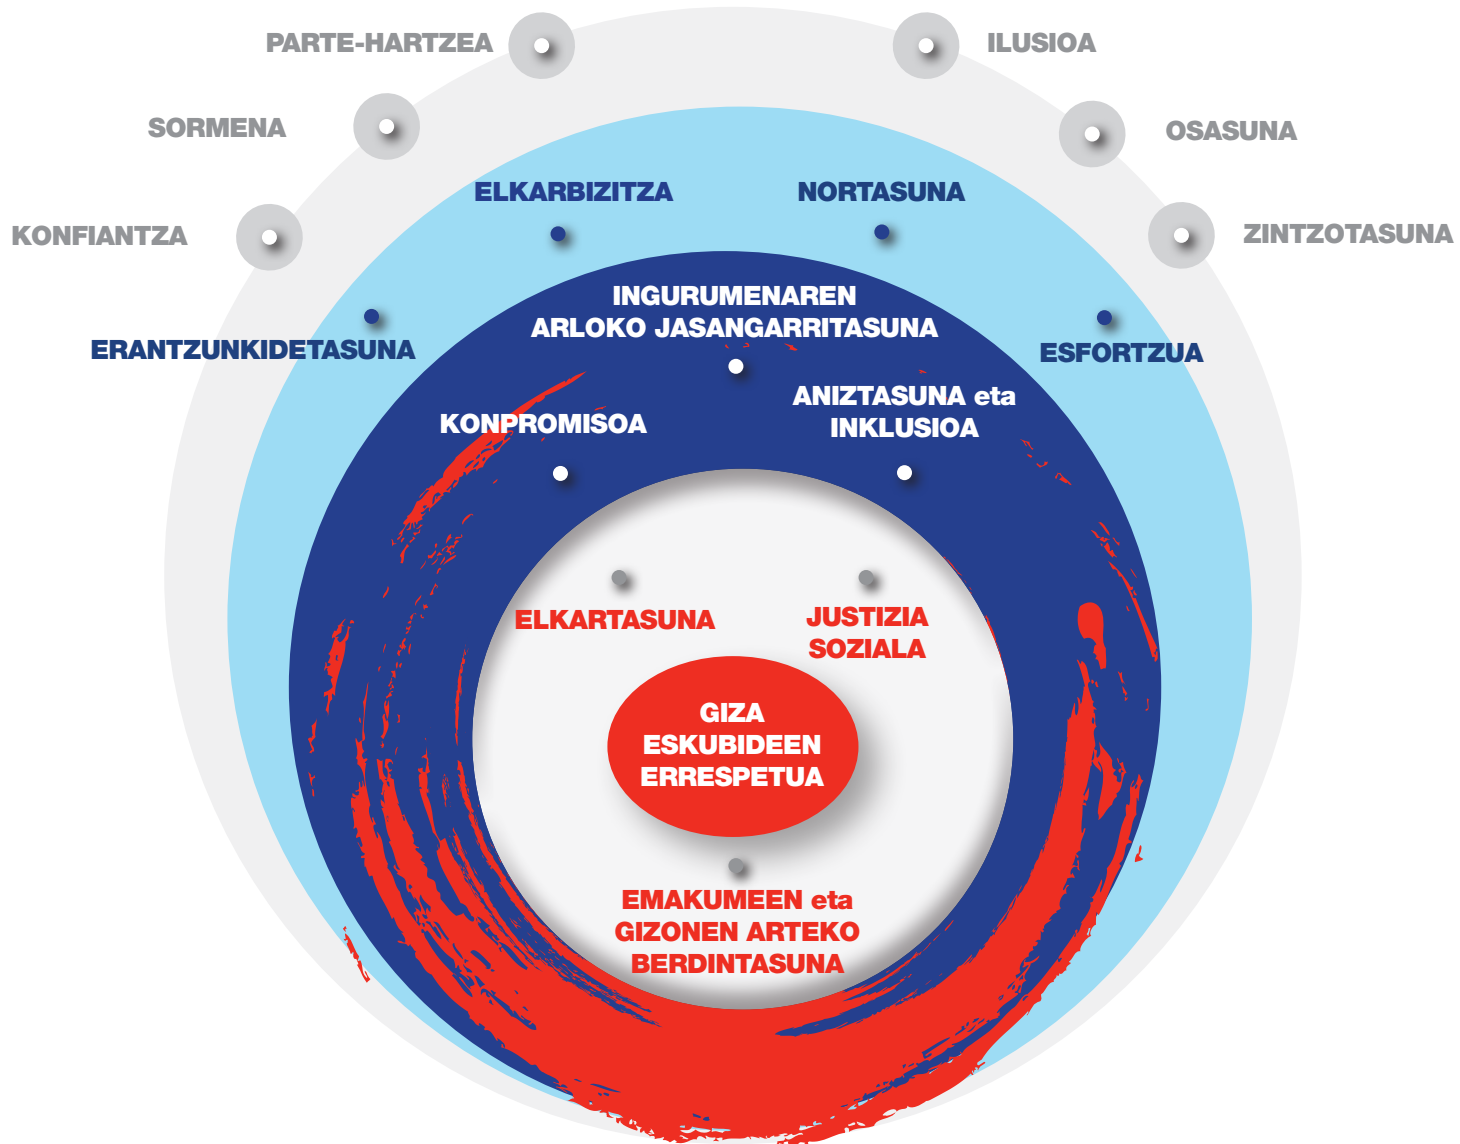 PARTE-HARTZEA
ILUSIOA
SORMENA
OSASUNA
KONFIANTZA
ZINTZOTASUNA
ELKARBIZITZA
NORTASUNA
ERANTZUNKIDETASUNA
ESFORTZUA
INGURUMENAREN
ARLOKO JASANGARRITASUNA
KONPROMISOA
ANIZTASUNA eta
INKLUSIOA
ELKARTASUNA
JUSTIZIA
SOZIALA
GIZA
ESKUBIDEEN
ERRESPETUA
EMAKUMEEN eta
GIZONEN ARTEKO
BERDINTASUNA